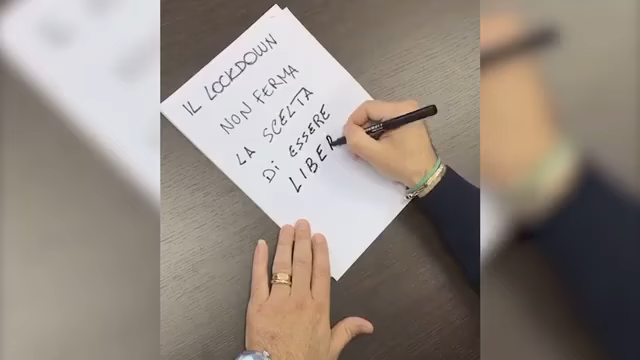 IL LOCKDOWN
NON FERMA
LA SCELTA
Di ESSERE
LIBER